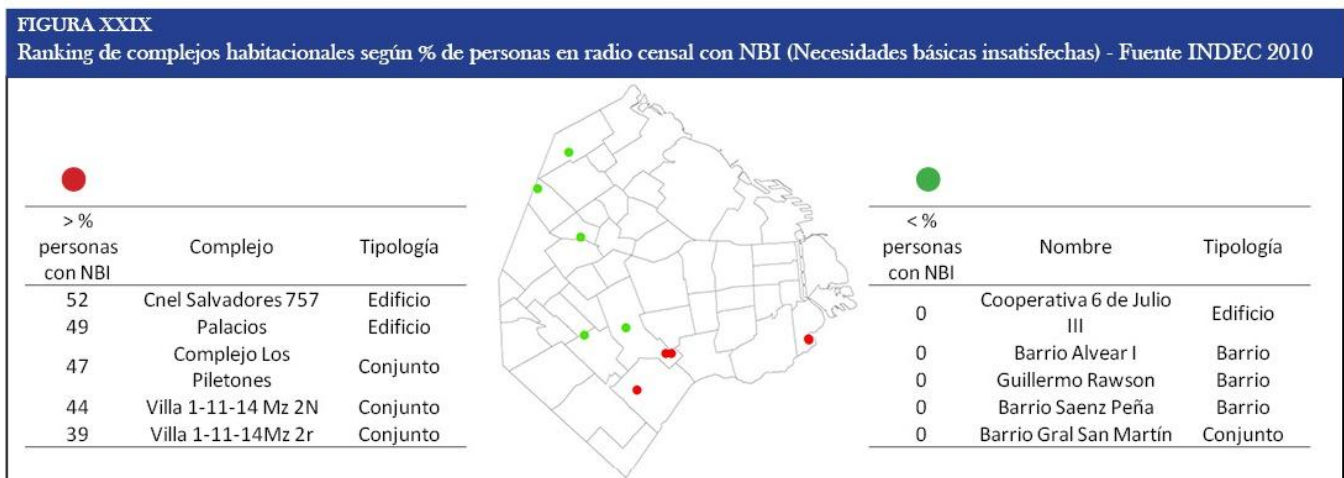 FIGURA XXIX
Ranking de complejos habitacionales según % de personas en radio censal con NBI (Necesidades básicas insatisfechas) - Fuente INDEC 2010
> %
personas
con NBI
Complejo
Tipología
52 Cnel Salvadores 757 Edificio
49 Palacios Edificio
47 Complejo Los
Piletones Conjunto
44 Villa 1-11-14 Mz 2N Conjunto
39 Villa 1-11-14Mz 2r Conjunto
< %
personas
con NBI
Nombre
Tipología
0 Cooperativa 6 de Julio
III Edificio
0 Barrio Alvear I Barrio
0 Guillermo Rawson Barrio
0 Barrio Saenz Peña Barrio
0 Barrio Gral San Martín Conjunto